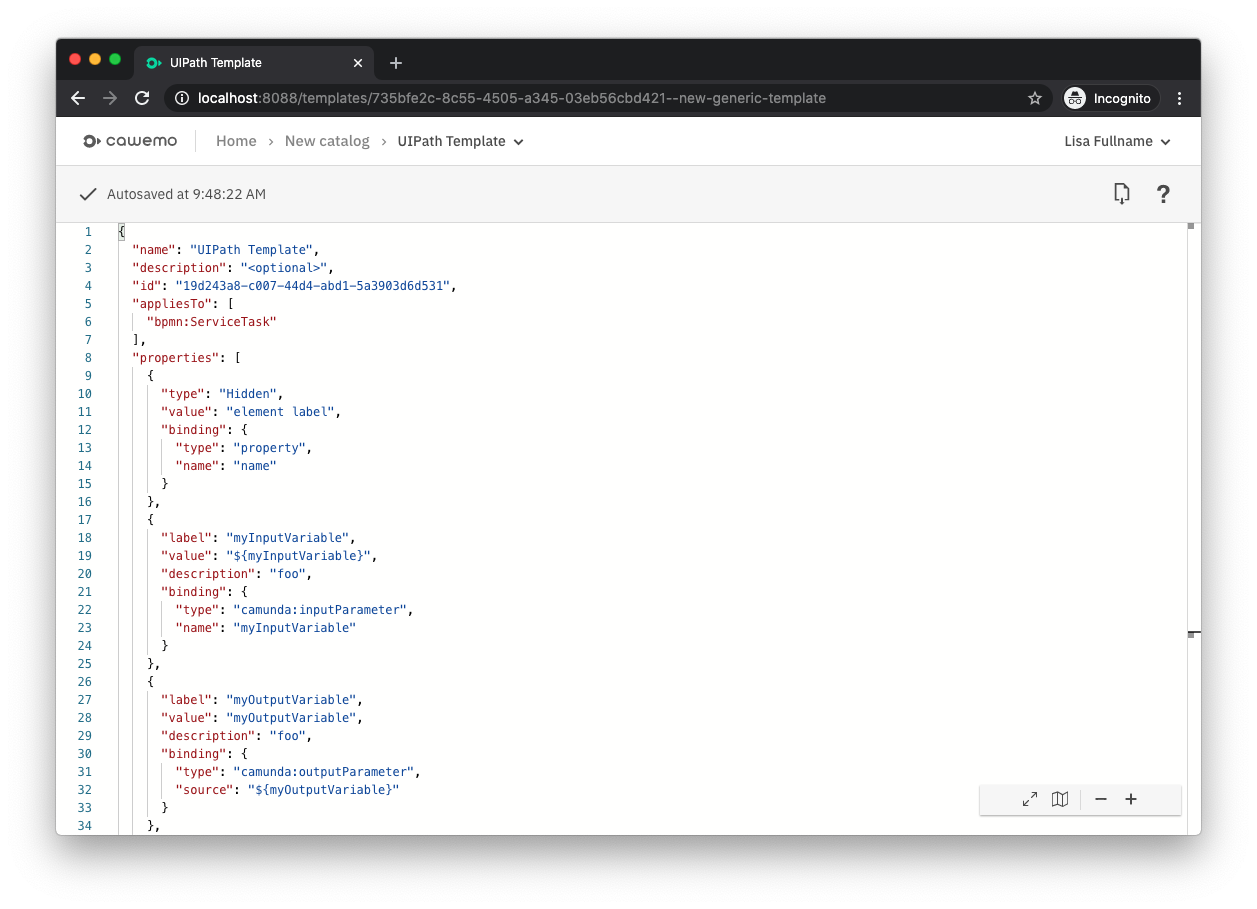 UIPath Template
localhost:8088/templates/735bfe2c-8c55-4505-a345-03eb56cbd421--new-generic-template
Incognito
cawemo
Home › New catalog › UIPath Template
Lisa Fullname
Autosaved at 9:48:22 AM
?
1 {
2 "name": "UIPath Template",
3 "description": "<optional>",
4 "id": "19d243a8-c007-44d4-abd1-5a3903d6d531",
5 "appliesTo": [
6 "bpmn:ServiceTask"
7 ],
8 "properties": [
9 {
10 "type": "Hidden",
11 "value": "element label",
12 "binding": {
13 "type": "property",
14 "name": "name"
15 }
16 },
17 {
18 "label": "myInputVariable",
19 "value": "${myInputVariable}",
20 "description": "foo",
21 "binding": {
22 "type": "camunda:inputParameter",
23 "name": "myInputVariable"
24 }
25 },
26 {
27 "label": "myOutputVariable",
28 "value": "myOutputVariable",
29 "description": "foo",
30 "binding": {
31 "type": "camunda:outputParameter",
32 "source": "${myOutputVariable}"
33 }
34 },